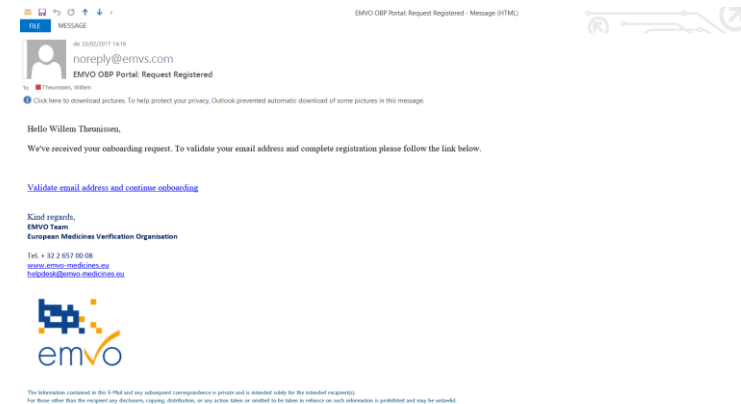 EMVO OBP Portal: Request Registered - Message (HTML)
FILE MESSAGE
do 23/02/2017 14:18
noreply@emvs.com
EMVO OBP Portal: Request Registered
To Theunissen, Willem
Click here to download pictures. To help protect your privacy, Outlook prevented automatic download of some pictures in this message.
Hello Willem Theunissen,
We've received your onboarding request. To validate your email address and complete registration please follow the link below.
Validate email address and continue onboarding
Kind regards,
EMVO Team
European Medicines Verification Organisation
Tel. + 32 2 657 00 08
www.emvo-medicines.eu
helpdesk@emvo-medicines.eu
emvo
The information contained in this E-Mail and any subsequent correspondence is private and is intended solely for the intended recipient(s).
For those other than the recipient any disclosure, copying, distribution, or any action taken or omitted to be taken in reliance on such information is prohibited and may be unlawful.